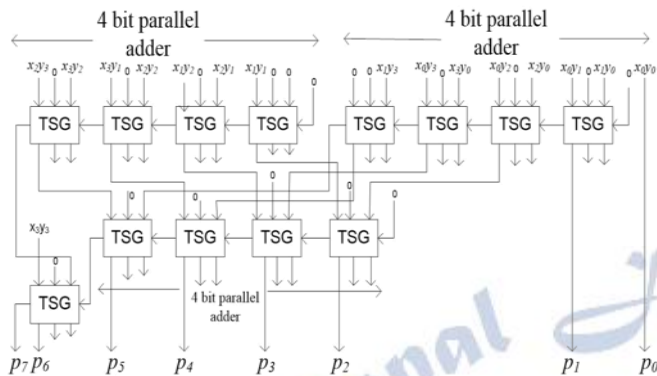 4 bit parallel adder
4 bit parallel adder
x2y3 0 x3y2 x3y1 0 x2y2 x1y2 0 x2y1 x1y1 0 0 0 0 0 x1y3 x0y3 0 x3y0 x0y2 0 x2y0 x0y1 0 x1y0 0 x0y0
TSG TSG TSG TSG TSG TSG TSG TSG
0 0 0 0 0
x3y3 0
TSG TSG TSG TSG
TSG
4 bit parallel
adder
p7 p6 p5 p4 p3 p2 p1 p0